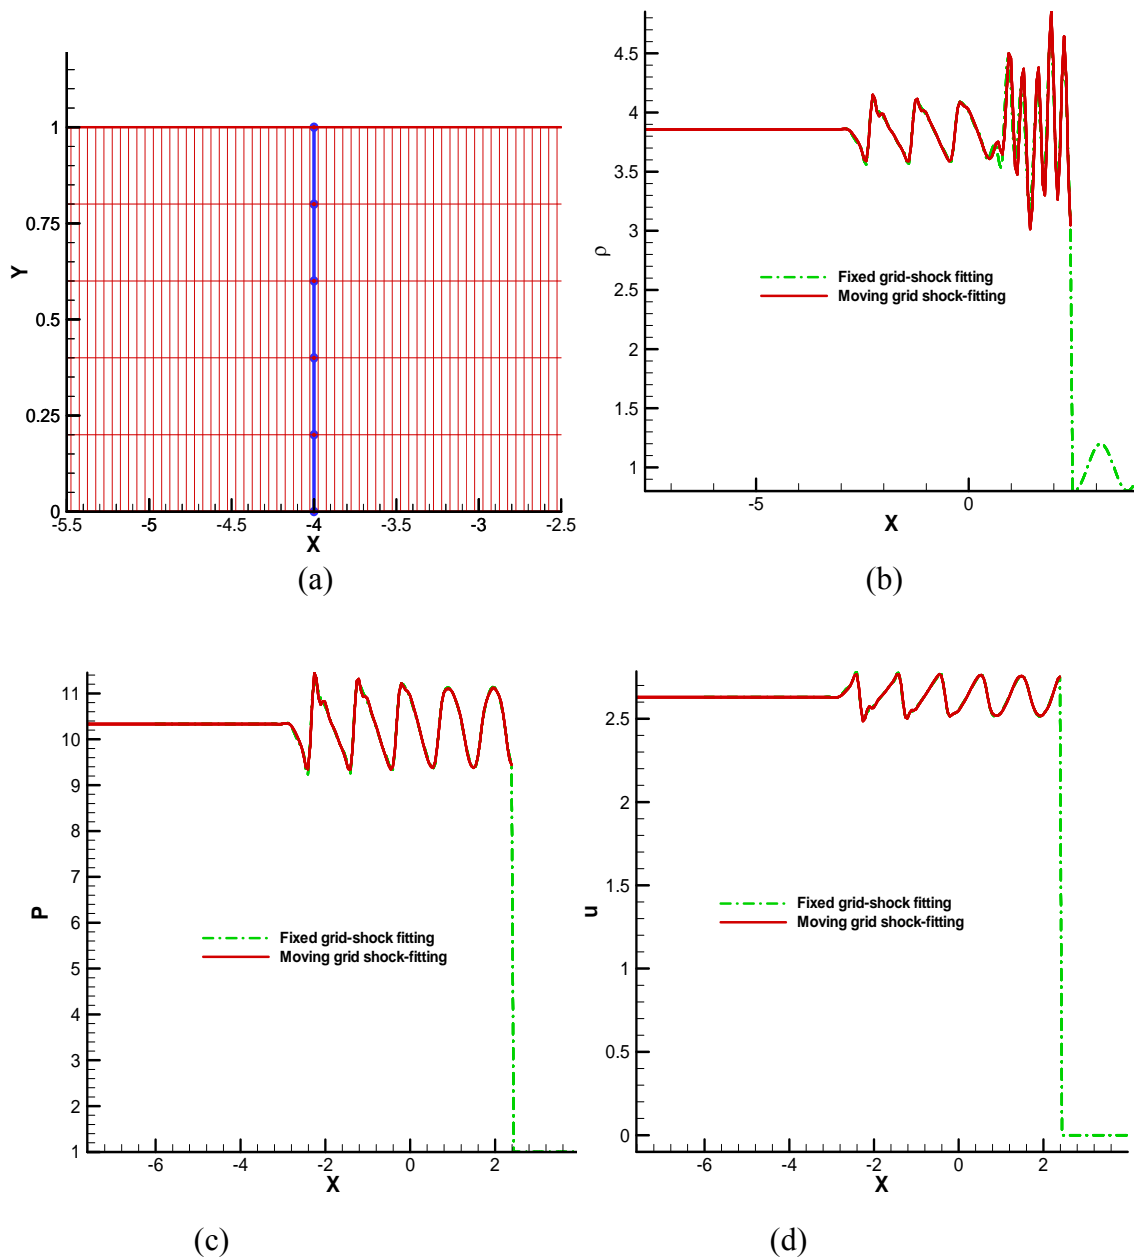 1
0.75
Y
0.5
0.25
0
-5.5
-5
-4.5
-4
-3.5
-3
-2.5
X
(a)
4.5
4
3.5
3
ρ
2.5
2
1.5
1
Fixed grid-shock fitting
Moving grid shock-fitting
-5
0
X
(b)
11
10
9
8
7
P
6
5
4
3
2
1
Fixed grid-shock fitting
Moving grid shock-fitting
-6
-4
-2
0
2
X
(c)
2.5
2
1.5
u
1
0.5
0
Fixed grid-shock fitting
Moving grid shock-fitting
-6
-4
-2
0
2
X
(d)